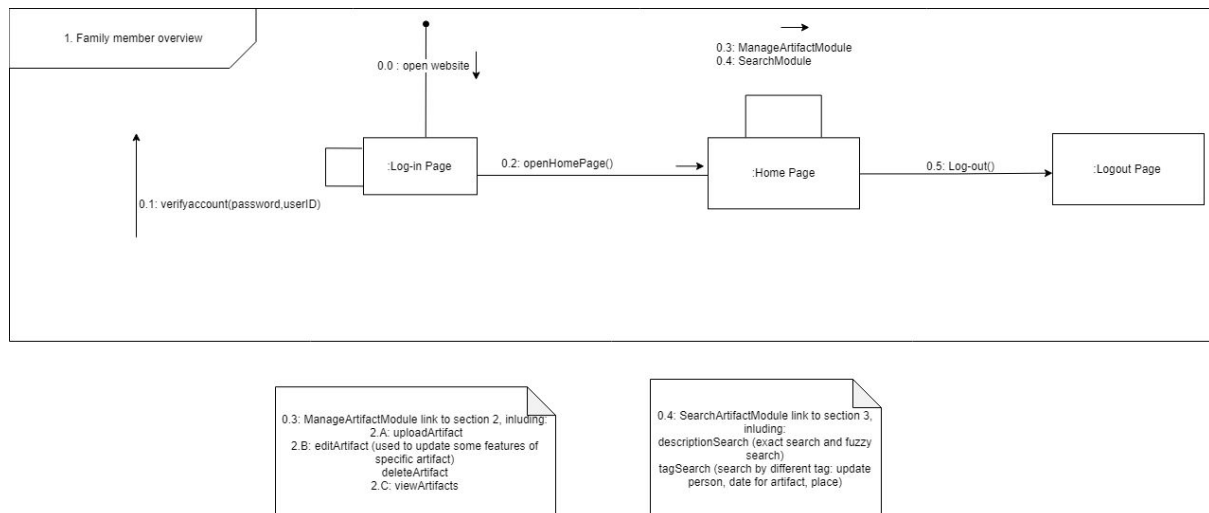 1. Family member overview
0.0 : open website
0.3: ManageArtifactModule
0.4: SearchModule
:Log-in Page
0.2: openHomePage()
:Home Page
0.5: Log-out()
:Logout Page
0.1: verifyaccount(password,userID)
0.3: ManageArtifactModule link to section 2, inluding:
2.A: uploadArtifact
2.B: editArtifact (used to update some features of
specific artifact)
deleteArtifact
2.C: viewArtifacts
0.4: SearchArtifactModule link to section 3,
inluding:
descriptionSearch (exact search and fuzzy
search)
tagSearch (search by different tag: update
person, date for artifact, place)